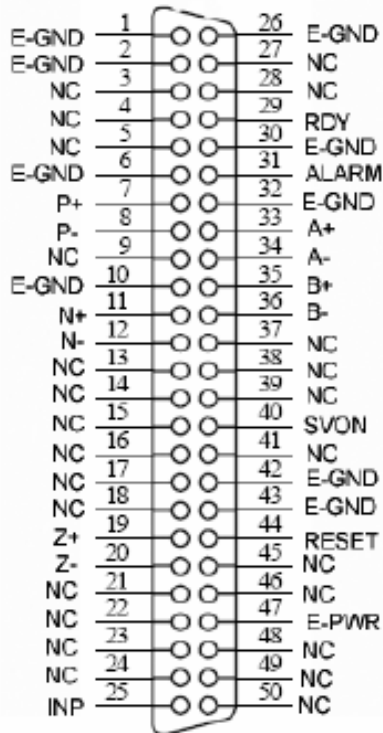 E-GND 1 26 E-GND
E-GND 2 27 NC
NC 3 28 NC
NC 4 29 RDY
NC 5 30 E-GND
E-GND 6 31 ALARM
P+ 7 32 E-GND
P- 8 33 A+
NC 9 34 A-
E-GND 10 35 B+
N+ 11 36 B-
N- 12 37 NC
NC 13 38 NC
NC 14 39 NC
NC 15 40 SVON
NC 16 41 NC
NC 17 42 E-GND
NC 18 43 E-GND
Z+ 19 44 RESET
Z- 20 45 NC
NC 21 46 NC
NC 22 47 E-PWR
NC 23 48 NC
NC 24 49 NC
INP 25 50 NC